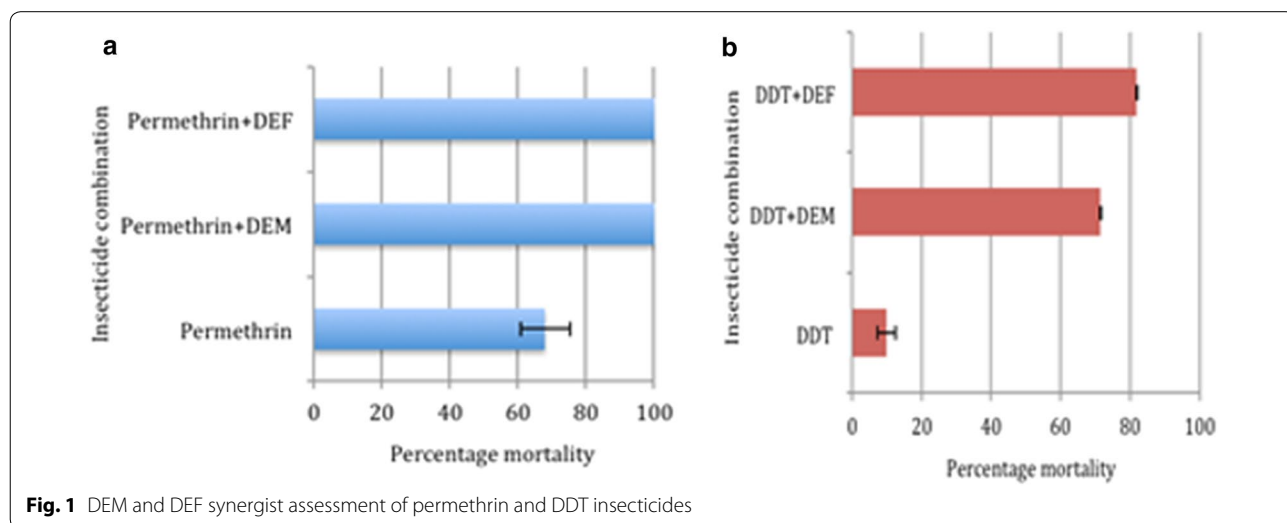 a
Insecticide combination
Permethrin+DEF
Permethrin+DEM
Permethrin
0 20 40 60 80 100
Percentage mortality
b
Insecticide combination
DDT+DEF
DDT+DEM
DDT
0 20 40 60 80 100
Percentage mortality
Fig. 1 DEM and DEF synergist assessment of permethrin and DDT insecticides